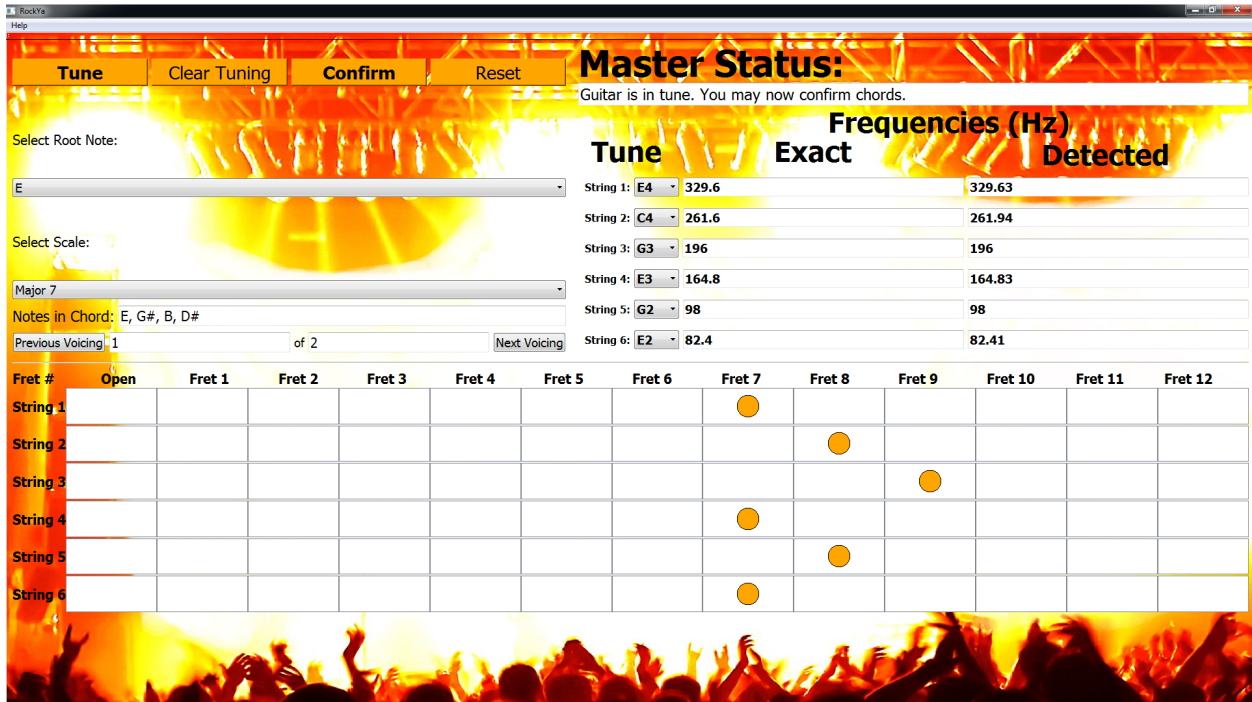 RockYa
Help
Tune Clear Tuning Confirm Reset
Master Status:
Guitar is in tune. You may now confirm chords.
Select Root Note:
E
Select Scale:
Major 7
Notes in Chord: E, G#, B, D#
Previous Voicing 1 of 2 Next Voicing
Frequencies (Hz)
Tune Exact Detected
String 1: E4 329.6 329.63
String 2: C4 261.6 261.94
String 3: G3 196 196
String 4: E3 164.8 164.83
String 5: G2 98 98
String 6: E2 82.4 82.41
Fret # Open Fret 1 Fret 2 Fret 3 Fret 4 Fret 5 Fret 6 Fret 7 Fret 8 Fret 9 Fret 10 Fret 11 Fret 12
String 1
String 2
String 3
String 4
String 5
String 6